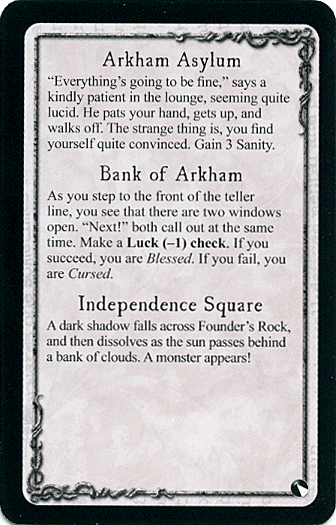 Arkham Asylum
“Everything’s going to be fine,” says a
kindly patient in the lounge, seeming quite
lucid. He pats your hand, gets up, and
walks off. The strange thing is, you find
yourself quite convinced. Gain 3 Sanity.
Bank of Arkham
As you step to the front of the teller
line, you see that there are two windows
open. “Next!” both call out at the same
time. Make a Luck (–1) check. If you
succeed, you are Blessed. If you fail, you
are Cursed.
Independence Square
A dark shadow falls across Founder’s Rock,
and then dissolves as the sun passes behind
a bank of clouds. A monster appears!